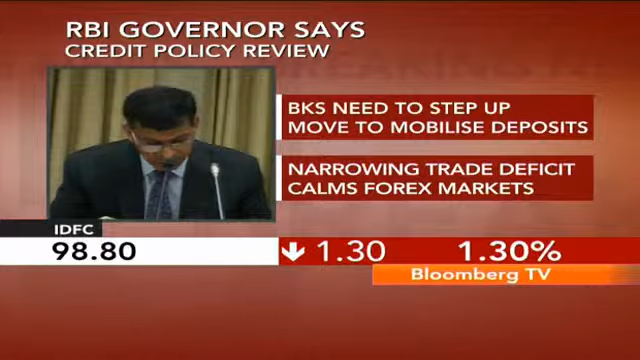 RBI GOVERNOR SAYS
CREDIT POLICY REVIEW
BKS NEED TO STEP UP
MOVE TO MOBILISE DEPOSITS
NARROWING TRADE DEFICIT
CALMS FOREX MARKETS
IDFC
98.80 1.30 1.30%
Bloomberg TV